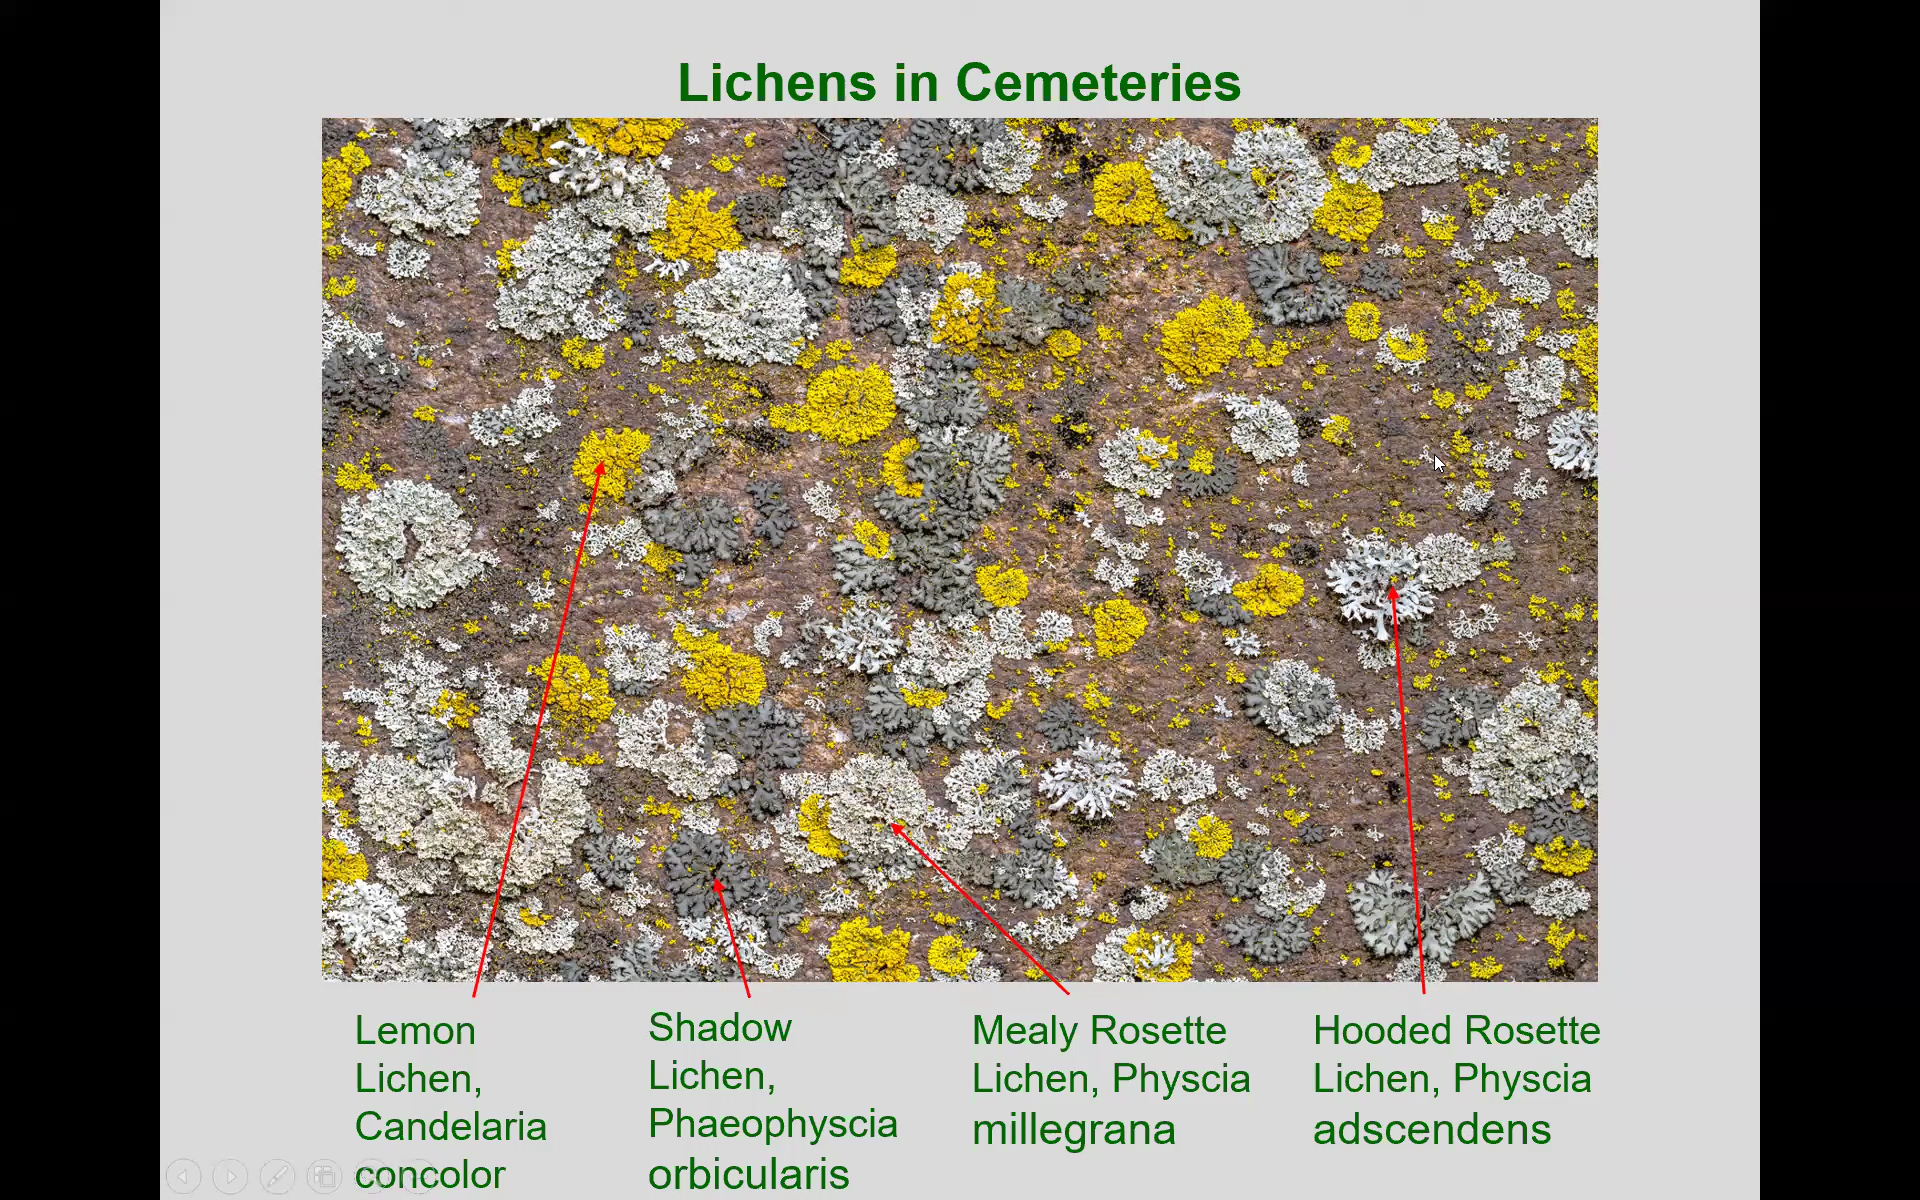 Lichens in Cemeteries
Lemon
Lichen,
Candelaria
concolor
Shadow
Lichen,
Phaeophyscia
orbicularis
Mealy Rosette
Lichen, Physcia
millegrana
Hooded Rosette
Lichen, Physcia
adscendens